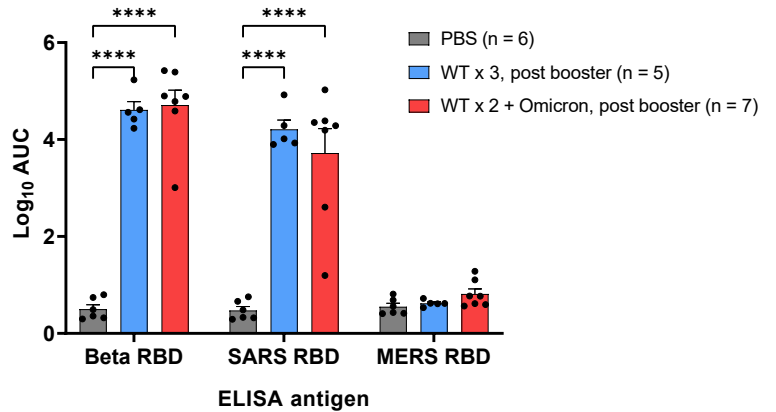 **** ****
**** ****
6
4
2
0
Log₁₀ AUC
Beta RBD SARS RBD MERS RBD
ELISA antigen
PBS (n = 6)
WT x 3, post booster (n = 5)
WT x 2 + Omicron, post booster (n = 7)